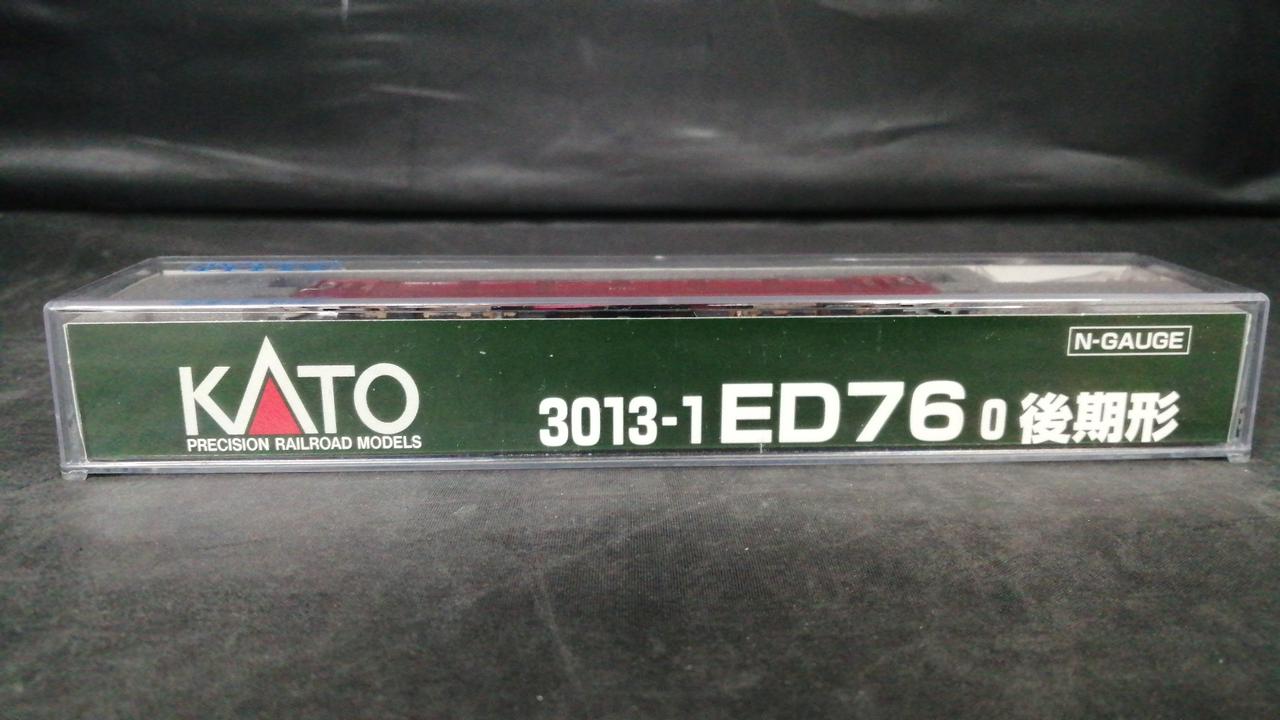 N-GAUGE
KATO
PRECISION RAILROAD MODELS
3013-1 ED76 0 後期形